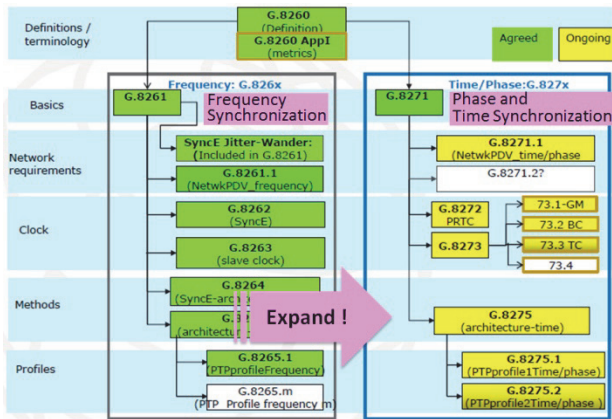 Definitions /
terminology
G.8260
(Definition)
G.8260 AppI
(metrics)
Agreed
Ongoing
Frequency: G.826x
Time/Phase:G.827x
Basics
G.8261
Frequency
Synchronization
G.8271
Phase and
Time Synchronization
Network
requirements
SyncE Jitter-Wander:
(Included in G.8261)
G.8261.1
(NetwkPDV_frequency)
G.8271.1
(NetwkPDV_time/phase
G.8271.2?
Clock
G.8262
(SyncE)
G.8263
(slave clock)
G.8272
PRTC
G.8273
73.1-GM
73.2 BC
73.3 TC
73.4
Methods
G.8264
(SyncE-arc
(architecture-
Expand !
G.8275
(architecture-time)
Profiles
G.8265.1
(PTPprofileFrequency)
G.8265.m
(PTP_Profile frequency m)
G.8275.1
(PTPprofile1Time/phase)
G.8275.2
(PTPprofile2Time/phase)